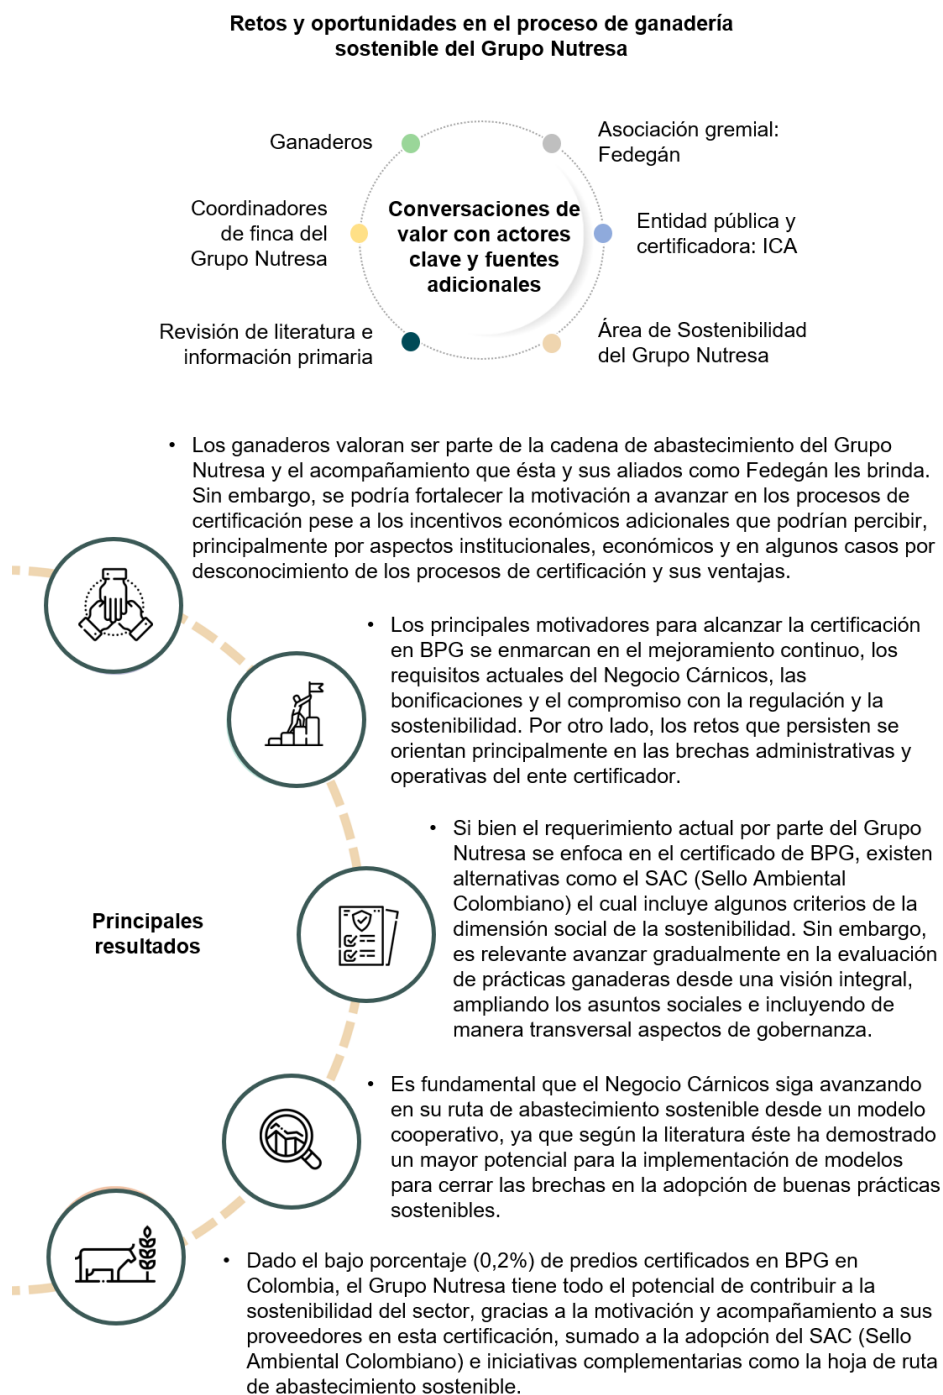 Retos y oportunidades en el proceso de ganadería
sostenible del Grupo Nutresa
Ganaderos
Asociación gremial:
Fedegán
Coordinadores
de finca del
Grupo Nutresa
Conversaciones de
valor con actores
clave y fuentes
adicionales
Entidad pública y
certificadora: ICA
Revisión de literatura e
información primaria
Área de Sostenibilidad
del Grupo Nutresa
• Los ganaderos valoran ser parte de la cadena de abastecimiento del Grupo
Nutresa y el acompañamiento que ésta y sus aliados como Fedegán les brinda.
Sin embargo, se podría fortalecer la motivación a avanzar en los procesos de
certificación pese a los incentivos económicos adicionales que podrían percibir,
principalmente por aspectos institucionales, económicos y en algunos casos por
desconocimiento de los procesos de certificación y sus ventajas.
• Los principales motivadores para alcanzar la certificación
en BPG se enmarcan en el mejoramiento continuo, los
requisitos actuales del Negocio Cárnicos, las
bonificaciones y el compromiso con la regulación y la
sostenibilidad. Por otro lado, los retos que persisten se
orientan principalmente en las brechas administrativas y
operativas del ente certificador.
Principales
resultados
• Si bien el requerimiento actual por parte del Grupo
Nutresa se enfoca en el certificado de BPG, existen
alternativas como el SAC (Sello Ambiental
Colombiano) el cual incluye algunos criterios de la
dimensión social de la sostenibilidad. Sin embargo,
es relevante avanzar gradualmente en la evaluación
de prácticas ganaderas desde una visión integral,
ampliando los asuntos sociales e incluyendo de
manera transversal aspectos de gobernanza.
• Es fundamental que el Negocio Cárnicos siga avanzando
en su ruta de abastecimiento sostenible desde un modelo
cooperativo, ya que según la literatura éste ha demostrado
un mayor potencial para la implementación de modelos
para cerrar las brechas en la adopción de buenas prácticas
sostenibles.
• Dado el bajo porcentaje (0,2%) de predios certificados en BPG en
Colombia, el Grupo Nutresa tiene todo el potencial de contribuir a la
sostenibilidad del sector, gracias a la motivación y acompañamiento a sus
proveedores en esta certificación, sumado a la adopción del SAC (Sello
Ambiental Colombiano) e iniciativas complementarias como la hoja de ruta
de abastecimiento sostenible.